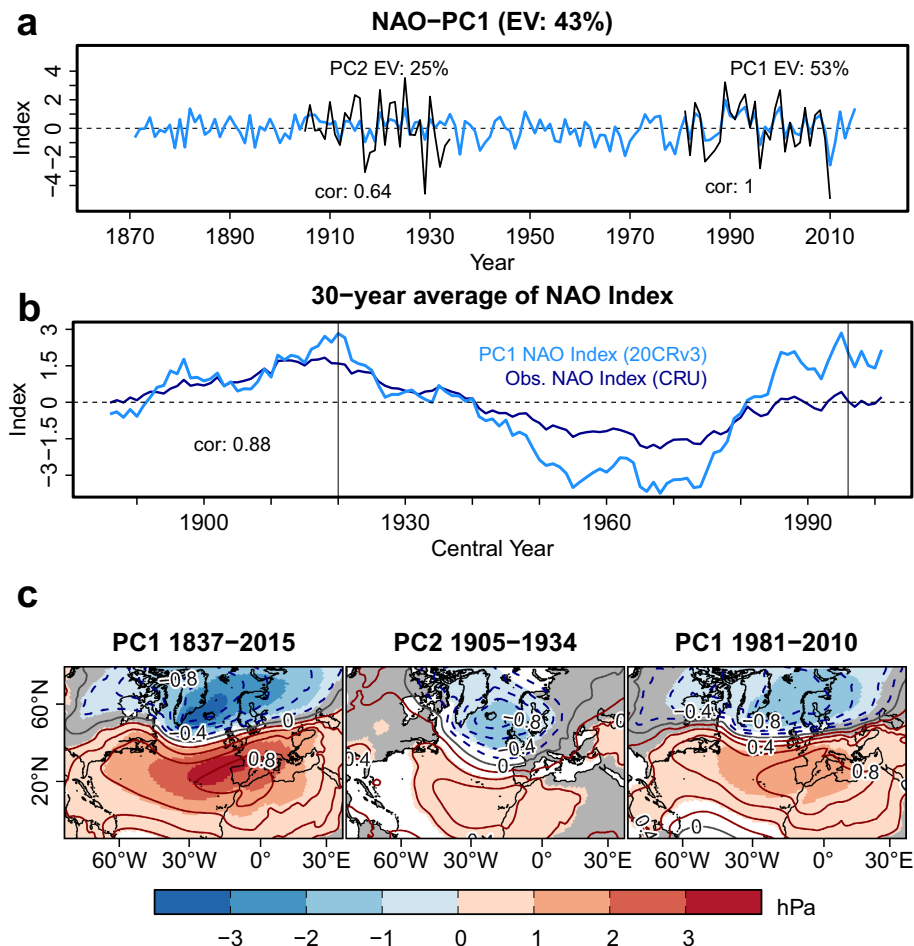 a
NAO−PC1 (EV: 43%)
PC2 EV: 25%
PC1 EV: 53%
cor: 0.64
cor: 1
Index
4
2
0
−2
−4
1870 1890 1910 1930 1950 1970 1990 2010
Year
b
30−year average of NAO Index
PC1 NAO Index (20CRv3)
Obs. NAO Index (CRU)
cor: 0.88
Index
3
1.5
0
−1.5
−3
1900 1930 1960 1990
Central Year
c
PC1 1837−2015 PC2 1905−1934 PC1 1981−2010
60°N
20°N
−0.8
0
−0.4
0.8
−0.8
−0.4
0
0.4
−0.4
−0.8
0
0.4
0.8
0
60°W 30°W 0° 30°E 60°W 30°W 0° 30°E 60°W 30°W 0° 30°E
hPa
−3 −2 −1 0 1 2 3